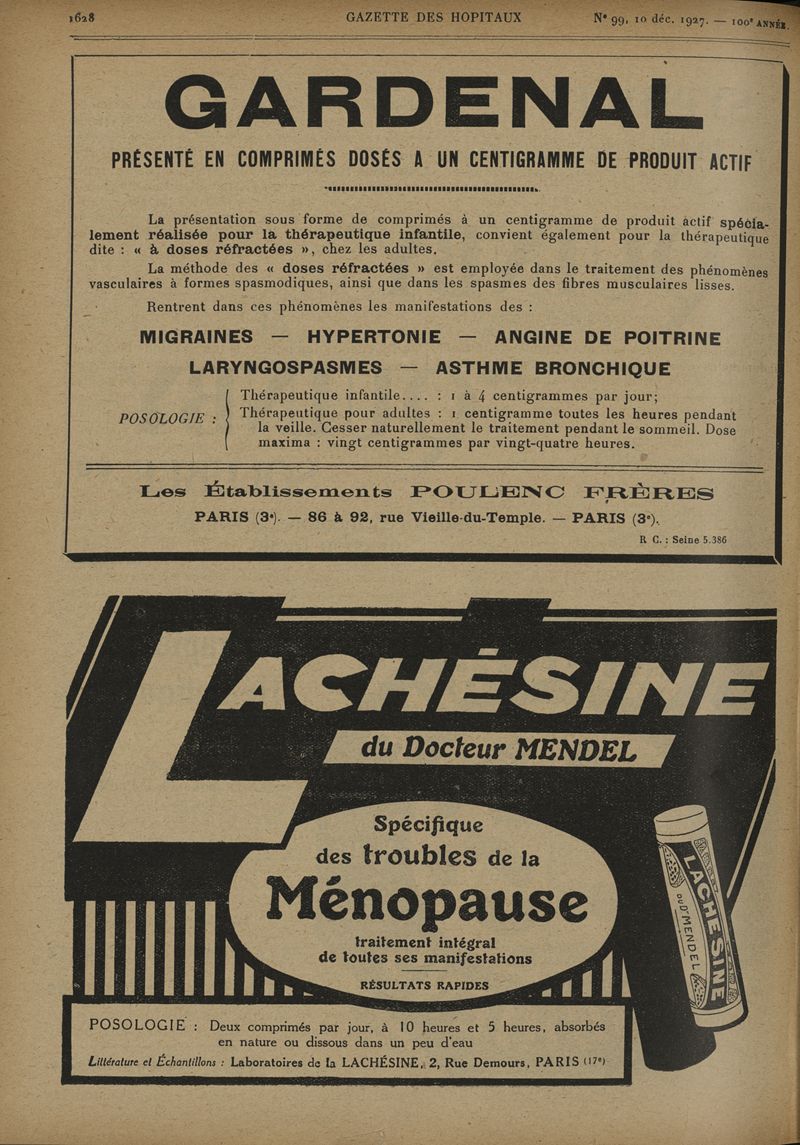 1628 GAZETTE DES HOPITAUX N° 99, 10 déc. 1927. — 100e ANNÉE.
GARDENAL
PRÉSENTÉ EN COMPRIMÉS DOSÉS A UN CENTIGRAMME DE PRODUIT ACTIF
La présentation sous forme de comprimés à un centigramme de produit actif spécia-
lement réalisée pour la thérapeutique infantile, convient également pour la thérapeutique
dite : « à doses réfractées », chez les adultes.
La méthode des « doses réfractées » est employée dans le traitement des phénomènes
vasculaires à formes spasmodiques, ainsi que dans les spasmes des fibres musculaires lisses.
Rentrent dans ces phénomènes les manifestations des :
MIGRAINES — HYPERTONIE — ANGINE DE POITRINE
LARYNGOSPASMES — ASTHME BRONCHIQUE
POSOLOGIE :
Thérapeutique infantile.... : 1 à 4 centigrammes par jour;
Thérapeutique pour adultes : 1 centigramme toutes les heures pendant
la veille. Cesser naturellement le traitement pendant le sommeil. Dose
maxima : vingt centigrammes par vingt-quatre heures.
Les Établissements POULENC FRÈRES
PARIS (3e). — 86 à 92, rue Vieille-du-Temple. — PARIS (3e).
R C. : Seine 5.386
LACHÉSINE
du Docteur MENDEL
Spécifique
des troubles de la
Ménopause
traitement intégral
de toutes ses manifestations
RÉSULTATS RAPIDES
LACHÉSINE
DU Dr MENDEL
POSOLOGIE : Deux comprimés par jour, à 10 heures et 5 heures, absorbés
en nature ou dissous dans un peu d'eau
Littérature et Échantillons : Laboratoires de la LACHÉSINE, 2, Rue Demours, PARIS (17e)